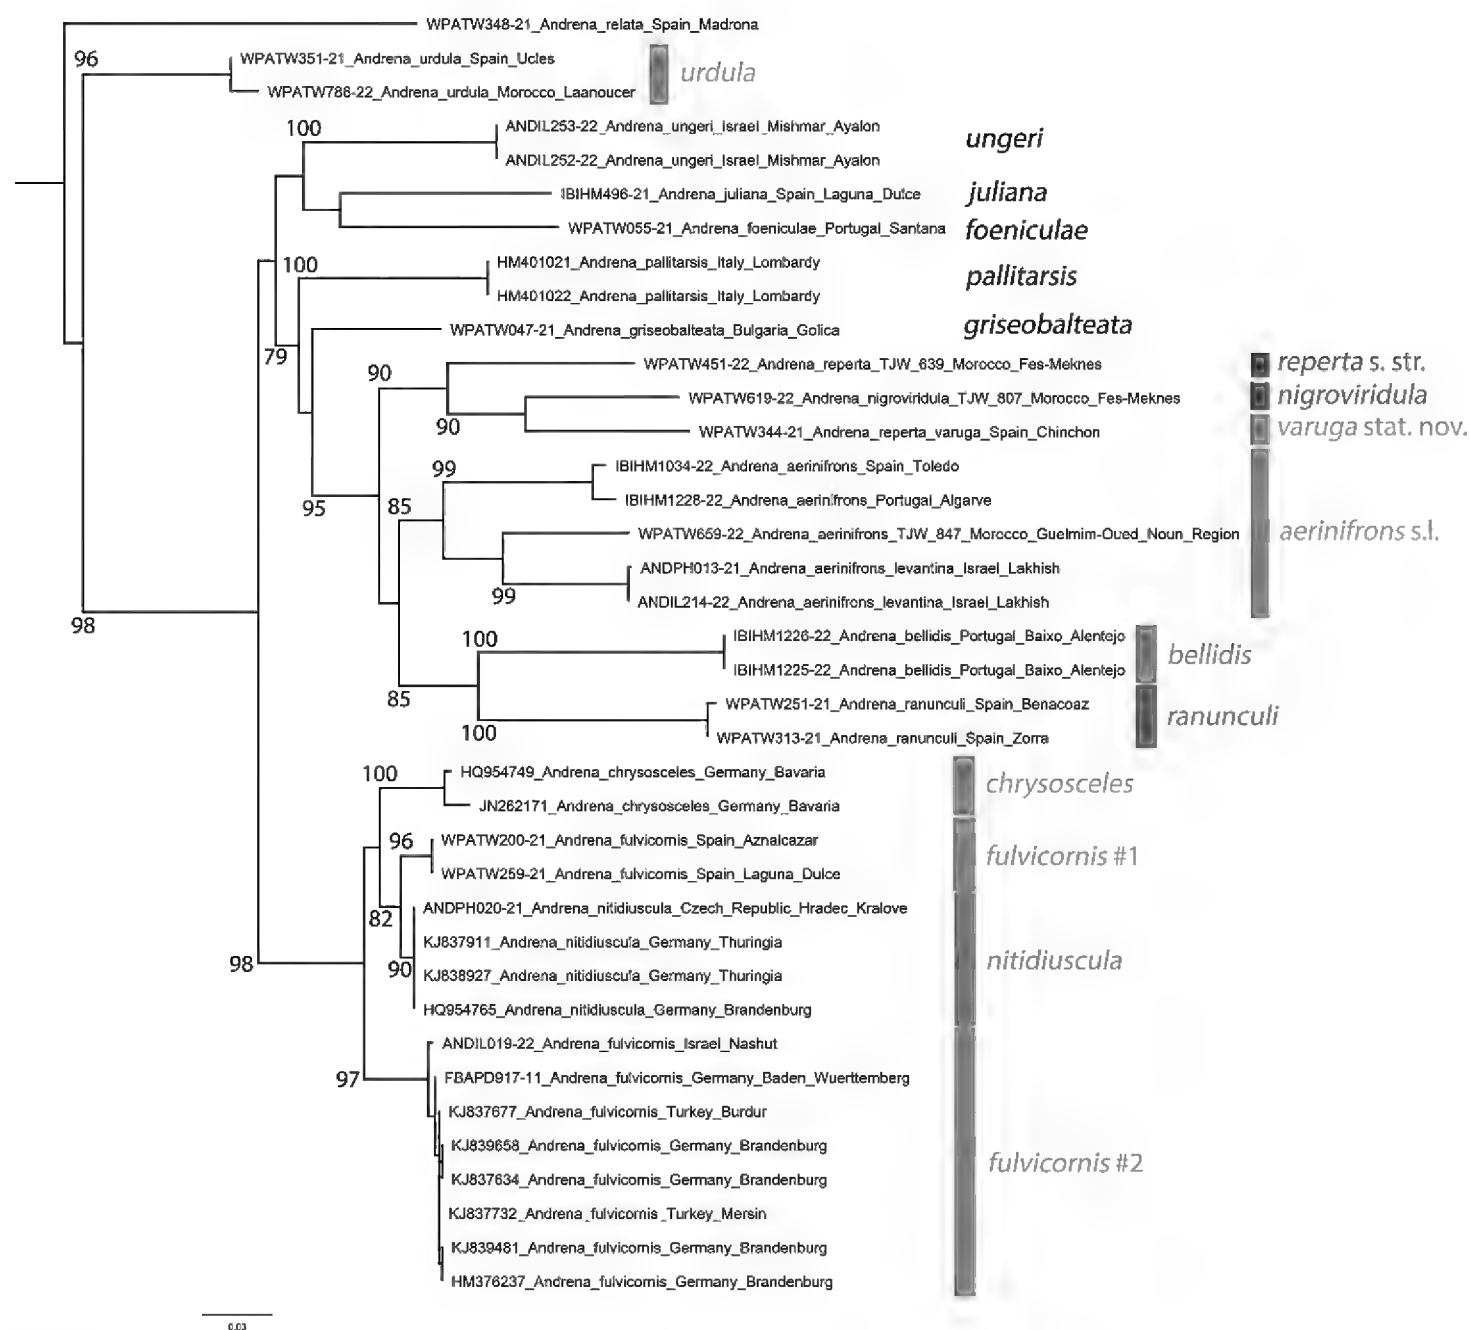 WPATW348-21_Andrena_relata_Spain_Madrona
96
WPATW351-21_Andrena_urdula_Spain_Ucles
urdula
WPATW786-22_Andrena_urdula_Morocco_Laanoucer
100
ANDIL253-22_Andrena_ungeri_Israel_Mishmar_Ayalon
ungeri
ANDIL252-22_Andrena_ungeri_Israel_Mishmar_Ayalon
IBIHM496-21_Andrena_juliana_Spain_Laguna_Dulce
juliana
WPATW055-21_Andrena_foeniculae_Portugal_Santana
foeniculae
100
HM401021_Andrena_pallitarsis_Italy_Lombardy
pallitarsis
HM401022_Andrena_pallitarsis_Italy_Lombardy
WPATW047-21_Andrena_griseobalteata_Bulgaria_Golica
griseobalteata
79
90
WPATW451-22_Andrena_reperta_TJW_639_Morocco_Fes-Meknes
reperta s. str.
WPATW619-22_Andrena_nigroviridula_TJW_807_Morocco_Fes-Meknes
nigroviridula
90
WPATW344-21_Andrena_reperta_varuga_Spain_Chinchon
varuga stat. nov.
99
IBIHM1034-22_Andrena_aerinifrons_Spain_Toledo
IBIHM1228-22_Andrena_aerinifrons_Portugal_Algarve
95
85
WPATW659-22_Andrena_aerinifrons_TJW_847_Morocco_Guelmim-Oued_Noun_Region
aerinifrons s.l.
ANDPH013-21_Andrena_aerinifrons_levantina_Israel_Lakhish
99
ANDIL214-22_Andrena_aerinifrons_levantina_Israel_Lakhish
98
100
IBIHM1226-22_Andrena_bellidis_Portugal_Baixo_Alentejo
bellidis
IBIHM1225-22_Andrena_bellidis_Portugal_Baixo_Alentejo
85
WPATW251-21_Andrena_ranunculi_Spain_Benacoaz
ranunculi
100
WPATW313-21_Andrena_ranunculi_Spain_Zorra
100
HQ954749_Andrena_chrysosceles_Germany_Bavaria
chrysosceles
JN262171_Andrena_chrysosceles_Germany_Bavaria
96
WPATW200-21_Andrena_fulvicornis_Spain_Aznalcazar
fulvicornis #1
WPATW259-21_Andrena_fulvicornis_Spain_Laguna_Dulce
82
ANDPH020-21_Andrena_nitidiuscula_Czech_Republic_Hradec_Kralove
KJ837911_Andrena_nitidiuscula_Germany_Thuringia
nitidiuscula
98
90
KJ838927_Andrena_nitidiuscula_Germany_Thuringia
HQ954765_Andrena_nitidiuscula_Germany_Brandenburg
ANDIL019-22_Andrena_fulvicornis_Israel_Nashut
97
FBAPD917-11_Andrena_fulvicornis_Germany_Baden_Wuerttemberg
KJ837677_Andrena_fulvicornis_Turkey_Burdur
KJ839658_Andrena_fulvicornis_Germany_Brandenburg
fulvicornis #2
KJ837634_Andrena_fulvicornis_Germany_Brandenburg
KJ837732_Andrena_fulvicornis_Turkey_Mersin
KJ839481_Andrena_fulvicornis_Germany_Brandenburg
HM376237_Andrena_fulvicornis_Germany_Brandenburg
0.03